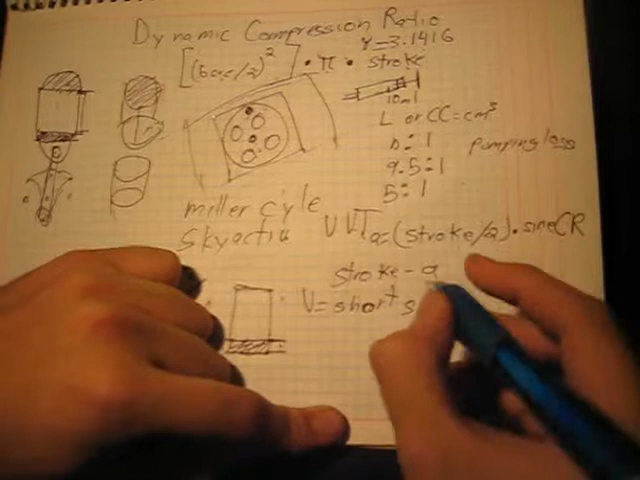 Dynamic Compression Ratio
r=3.1416
[(bore/2)²] · π · stroke
10ml
L or CC=cm³
n:1 pumping loss
9.5:1
5:1
miller cycle
Skyactiv
VVT a=(stroke/2)·sineCR
stroke-a
V=short s